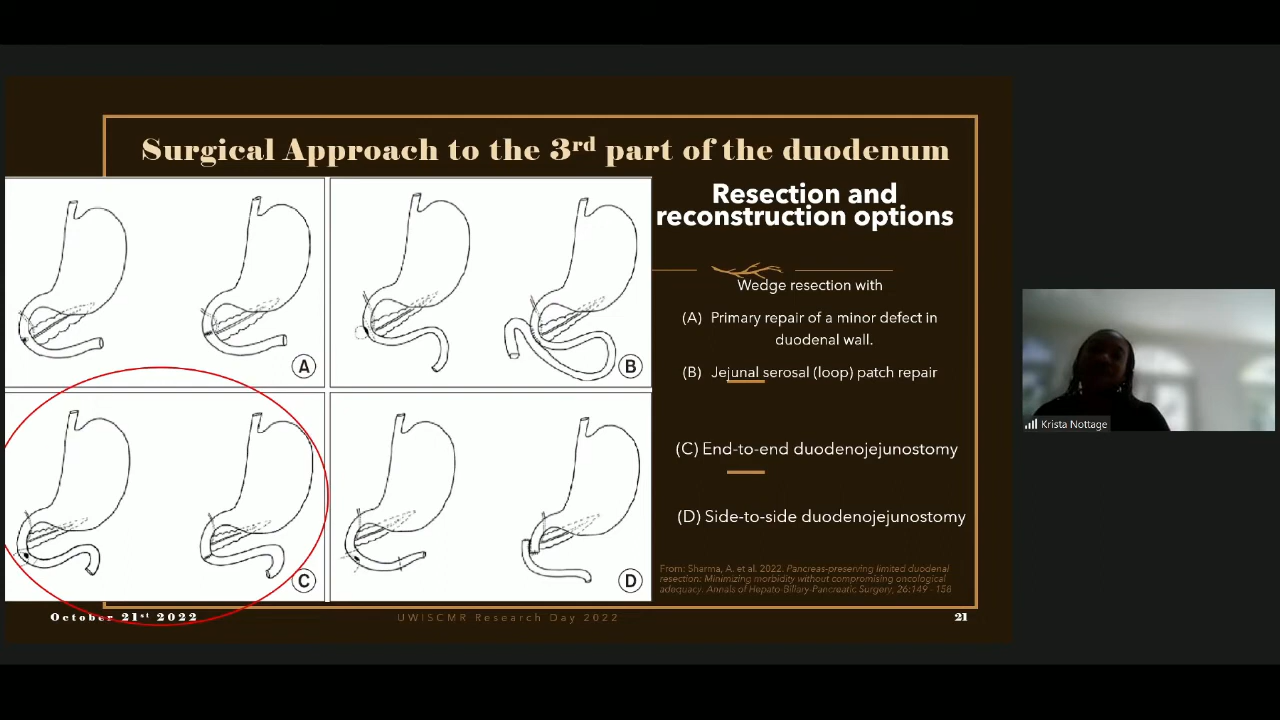 Surgical Approach to the 3rd part of the duodenum
Resection and
reconstruction options
Wedge resection with
(A) Primary repair of a minor defect in
duodenal wall.
(B) Jejunal serosal (loop) patch repair
(C) End-to-end duodenojejunostomy
(D) Side-to-side duodenojejunostomy
From: Sharma, A. et al. 2022. Pancreas-preserving limited duodenal
resection: Minimizing morbidity without compromising oncological
adequacy. Annals of Hepato-Biliary-Pancreatic Surgery, 26:149 - 158
A
B
C
D
October 21st 2022
UWISCMR Research Day 2022
21
Krista Nottage